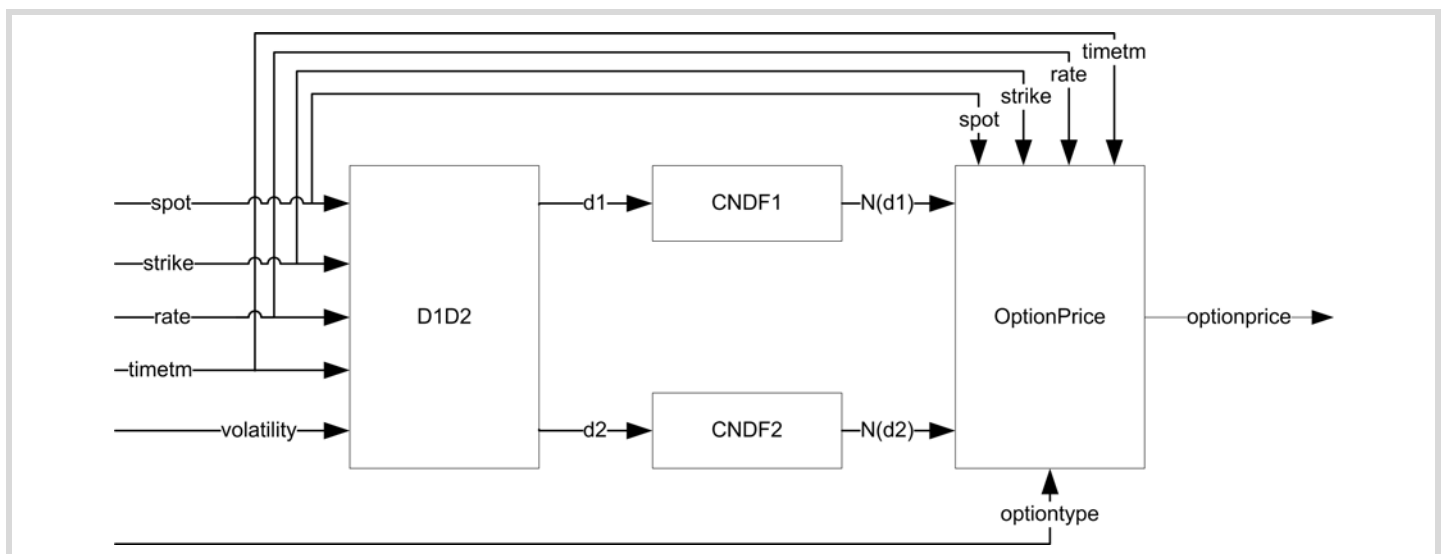 timetm
rate
strike
spot
spot
d1
CNDF1
N(d1)
strike
rate
D1D2
OptionPrice
optionprice
timetm
volatility
d2
CNDF2
N(d2)
optiontype